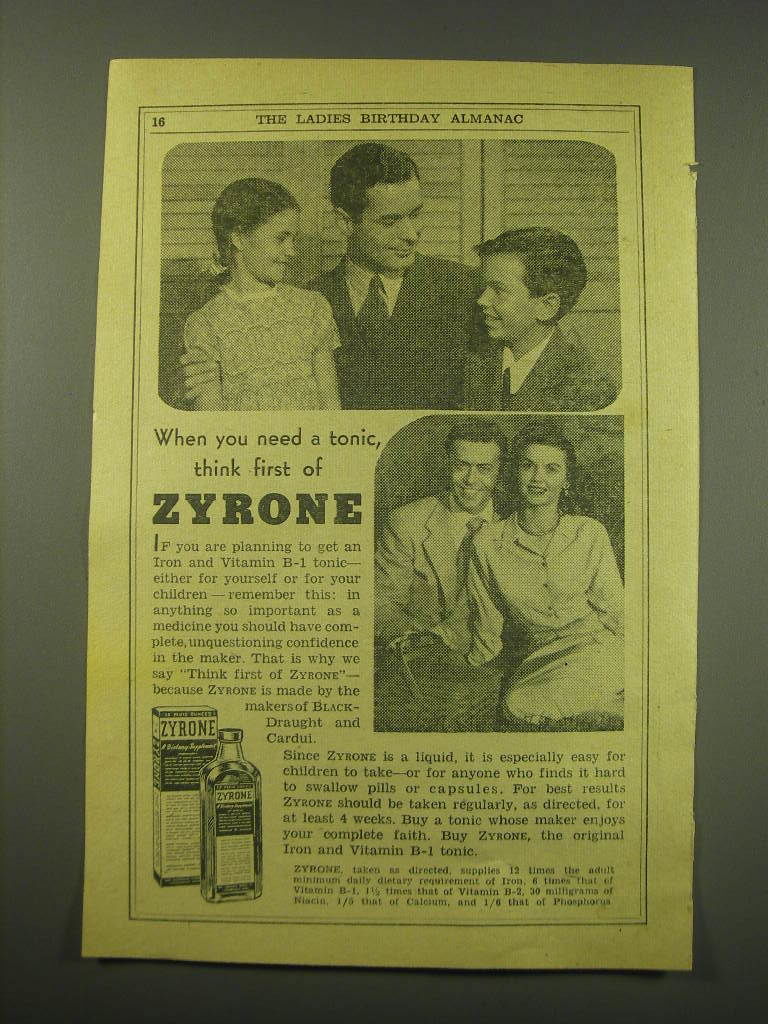 16 THE LADIES BIRTHDAY ALMANAC
When you need a tonic,
think first of
ZYRONE
IF you are planning to get an
Iron and Vitamin B-1 tonic—
either for yourself or for your
children — remember this: in
anything so important as a
medicine you should have com-
plete, unquestioning confidence
in the maker. That is why we
say "Think first of ZYRONE"—
because ZYRONE is made by the
makers of BLACK-
Draught and
Cardui.
Since ZYRONE is a liquid, it is especially easy for
children to take—or for anyone who finds it hard
to swallow pills or capsules. For best results
ZYRONE should be taken regularly, as directed, for
at least 4 weeks. Buy a tonic whose maker enjoys
your complete faith. Buy ZYRONE, the original
Iron and Vitamin B-1 tonic.
ZYRONE, taken as directed, supplies 12 times the adult
minimum daily dietary requirement of Iron, 6 times that of
Vitamin B-1, 1½ times that of Vitamin B-2, 30 milligrams of
Niacin, 1/5 that of Calcium, and 1/6 that of Phosphorus
ZYRONE
A Dietary Supplement
ZYRONE
A Dietary Supplement